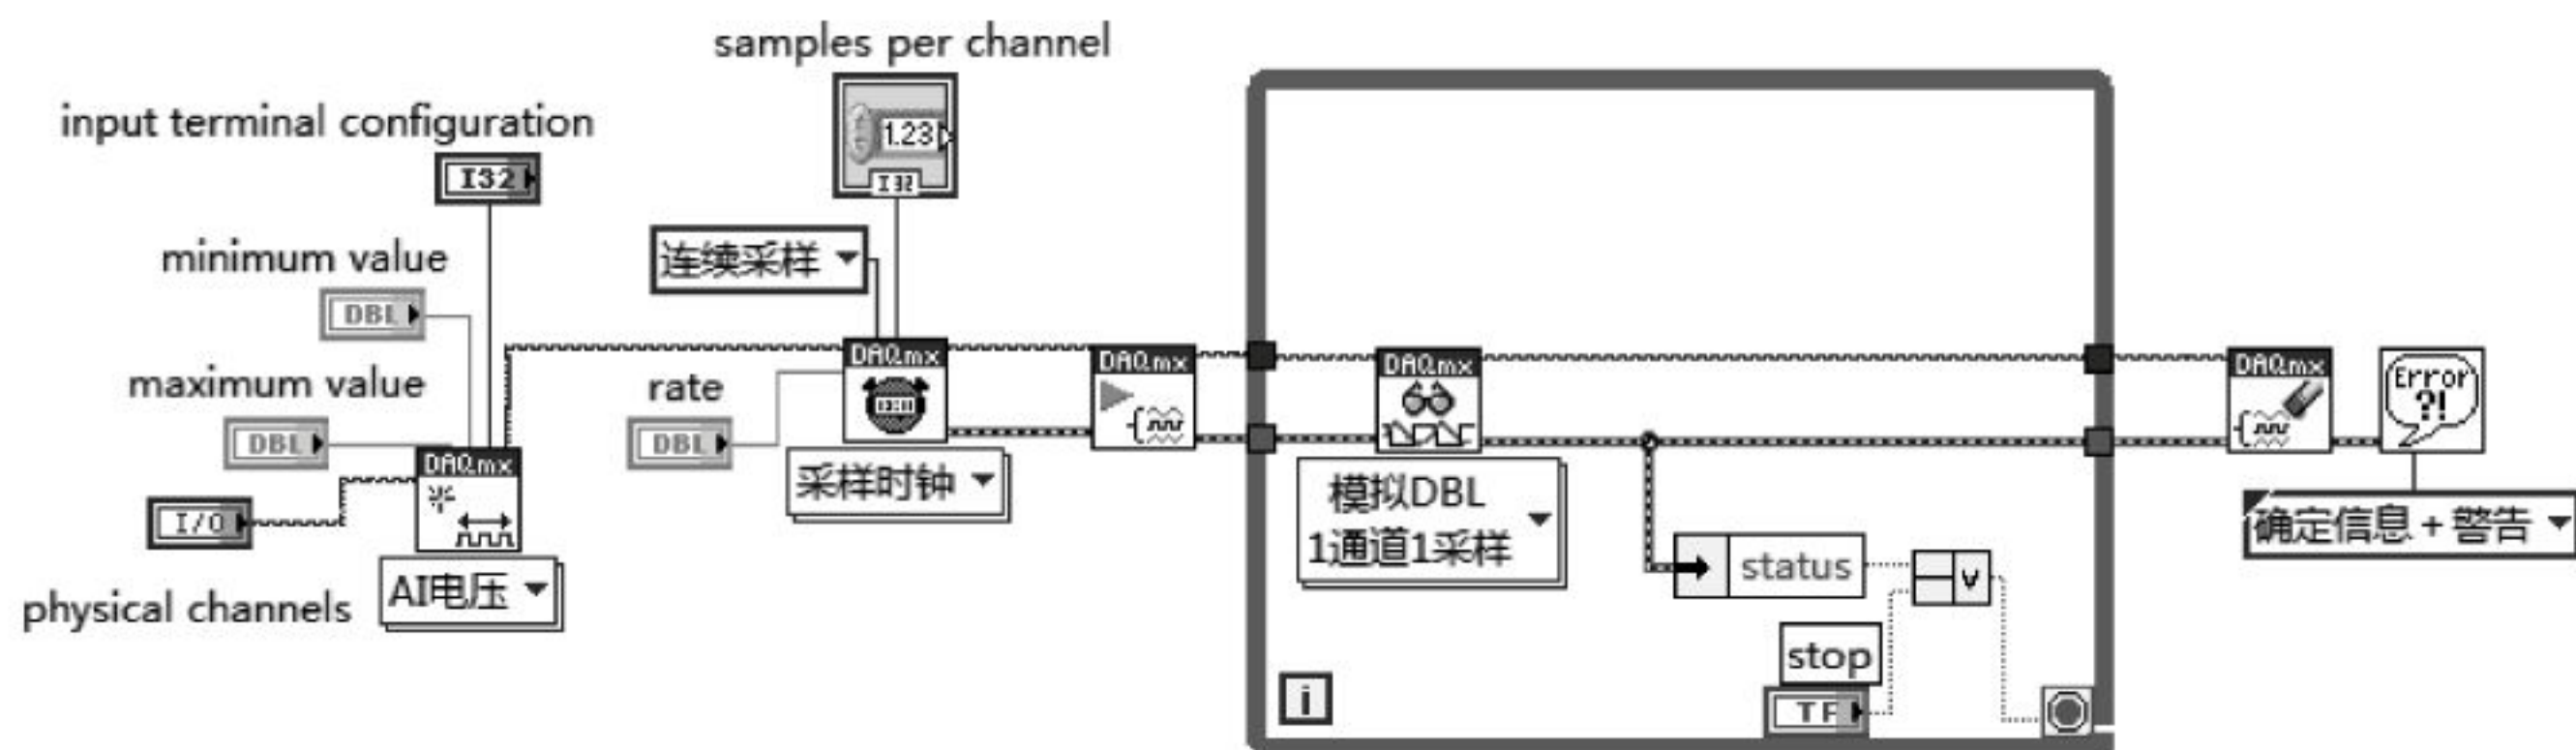 samples per channel
1.23
I32
input terminal configuration
I32
minimum value
DBL
连续采样
maximum value
DBL
rate
DBL
I/O
physical channels
DAQmx
AI电压
DAQmx
采样时钟
DAQmx
DAQmx
模拟DBL
1通道1采样
status
v
stop
TF
i
DAQmx
Error
?!
确定信息+警告